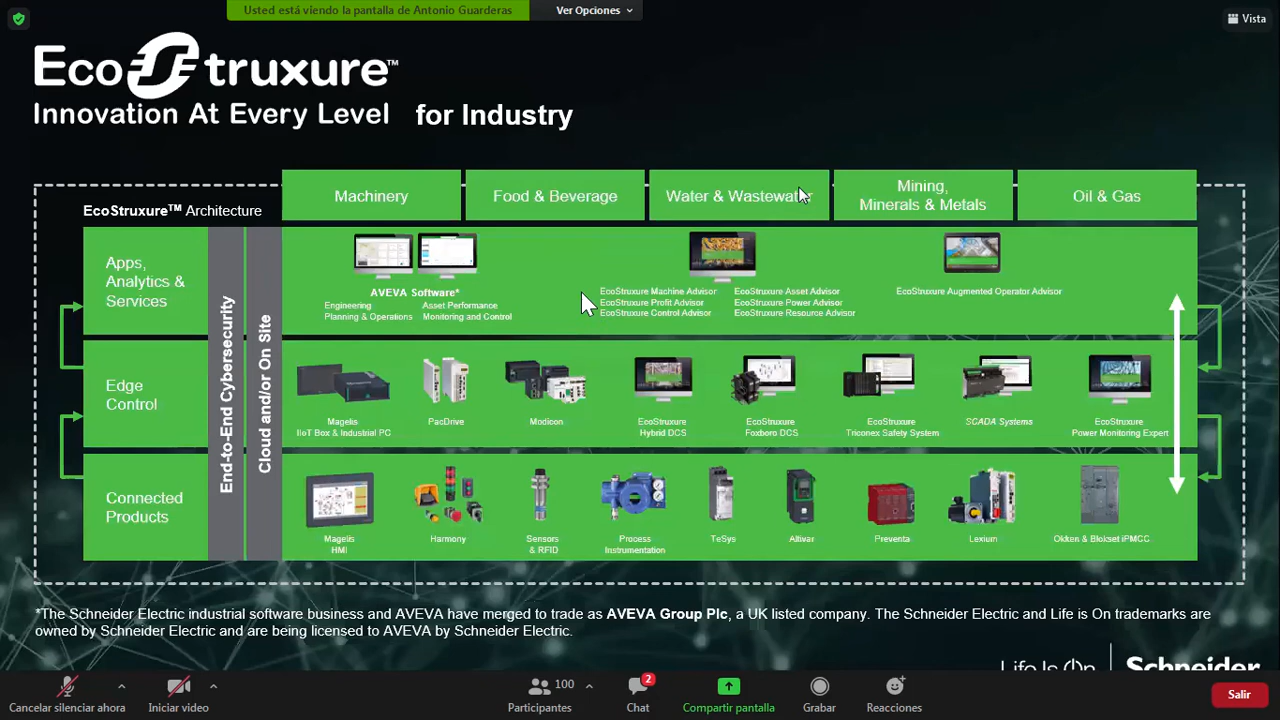 Usted está viendo la pantalla de Antonio Guarderas
Ver Opciones
Vista
EcoStruxure™
Innovation At Every Level for Industry
EcoStruxure™ Architecture
Machinery
Food & Beverage
Water & Wastewater
Mining,
Minerals & Metals
Oil & Gas
Apps,
Analytics &
Services
End-to-End Cybersecurity
Cloud and/or On Site
AVEVA Software*
Engineering
Planning & Operations
Asset Performance
Monitoring and Control
EcoStruxure Machine Advisor
EcoStruxure Profit Advisor
EcoStruxure Control Advisor
EcoStruxure Asset Advisor
EcoStruxure Power Advisor
EcoStruxure Resource Advisor
EcoStruxure Augmented Operator Advisor
Edge
Control
Magelis
IIoT Box & Industrial PC
PacDrive
Modicon
EcoStruxure
Hybrid DCS
EcoStruxure
Foxboro DCS
EcoStruxure
Triconex Safety System
SCADA Systems
EcoStruxure
Power Monitoring Expert
Connected
Products
Magelis
HMI
Harmony
Sensors
& RFID
Process
Instrumentation
TeSys
Altivar
Preventa
Lexium
Okken & Blokset iPMCC
*The Schneider Electric industrial software business and AVEVA have merged to trade as AVEVA Group Plc, a UK listed company. The Schneider Electric and Life is On trademarks are
owned by Schneider Electric and are being licensed to AVEVA by Schneider Electric.
Life Is On
Schneider
Cancelar silenciar ahora
Iniciar video
100
Participantes
2
Chat
Compartir pantalla
Grabar
Reacciones
Salir